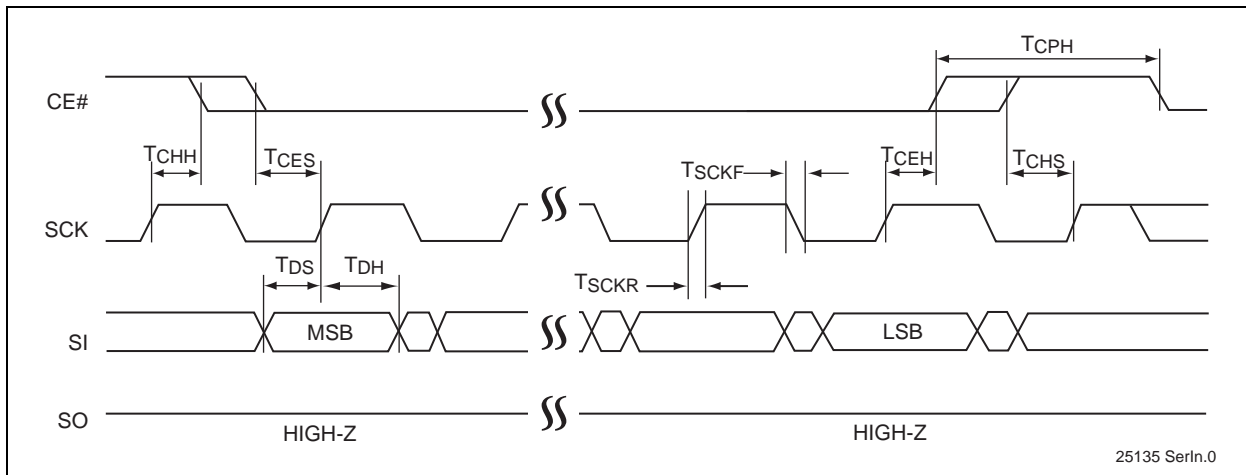 TCPH
CE#
TCHH
TCES
TSCKF
TCEH
TCHS
SCK
TDS
TDH
TSCKR
SI
MSB
LSB
SO
HIGH-Z
HIGH-Z
25135 SerIn.0